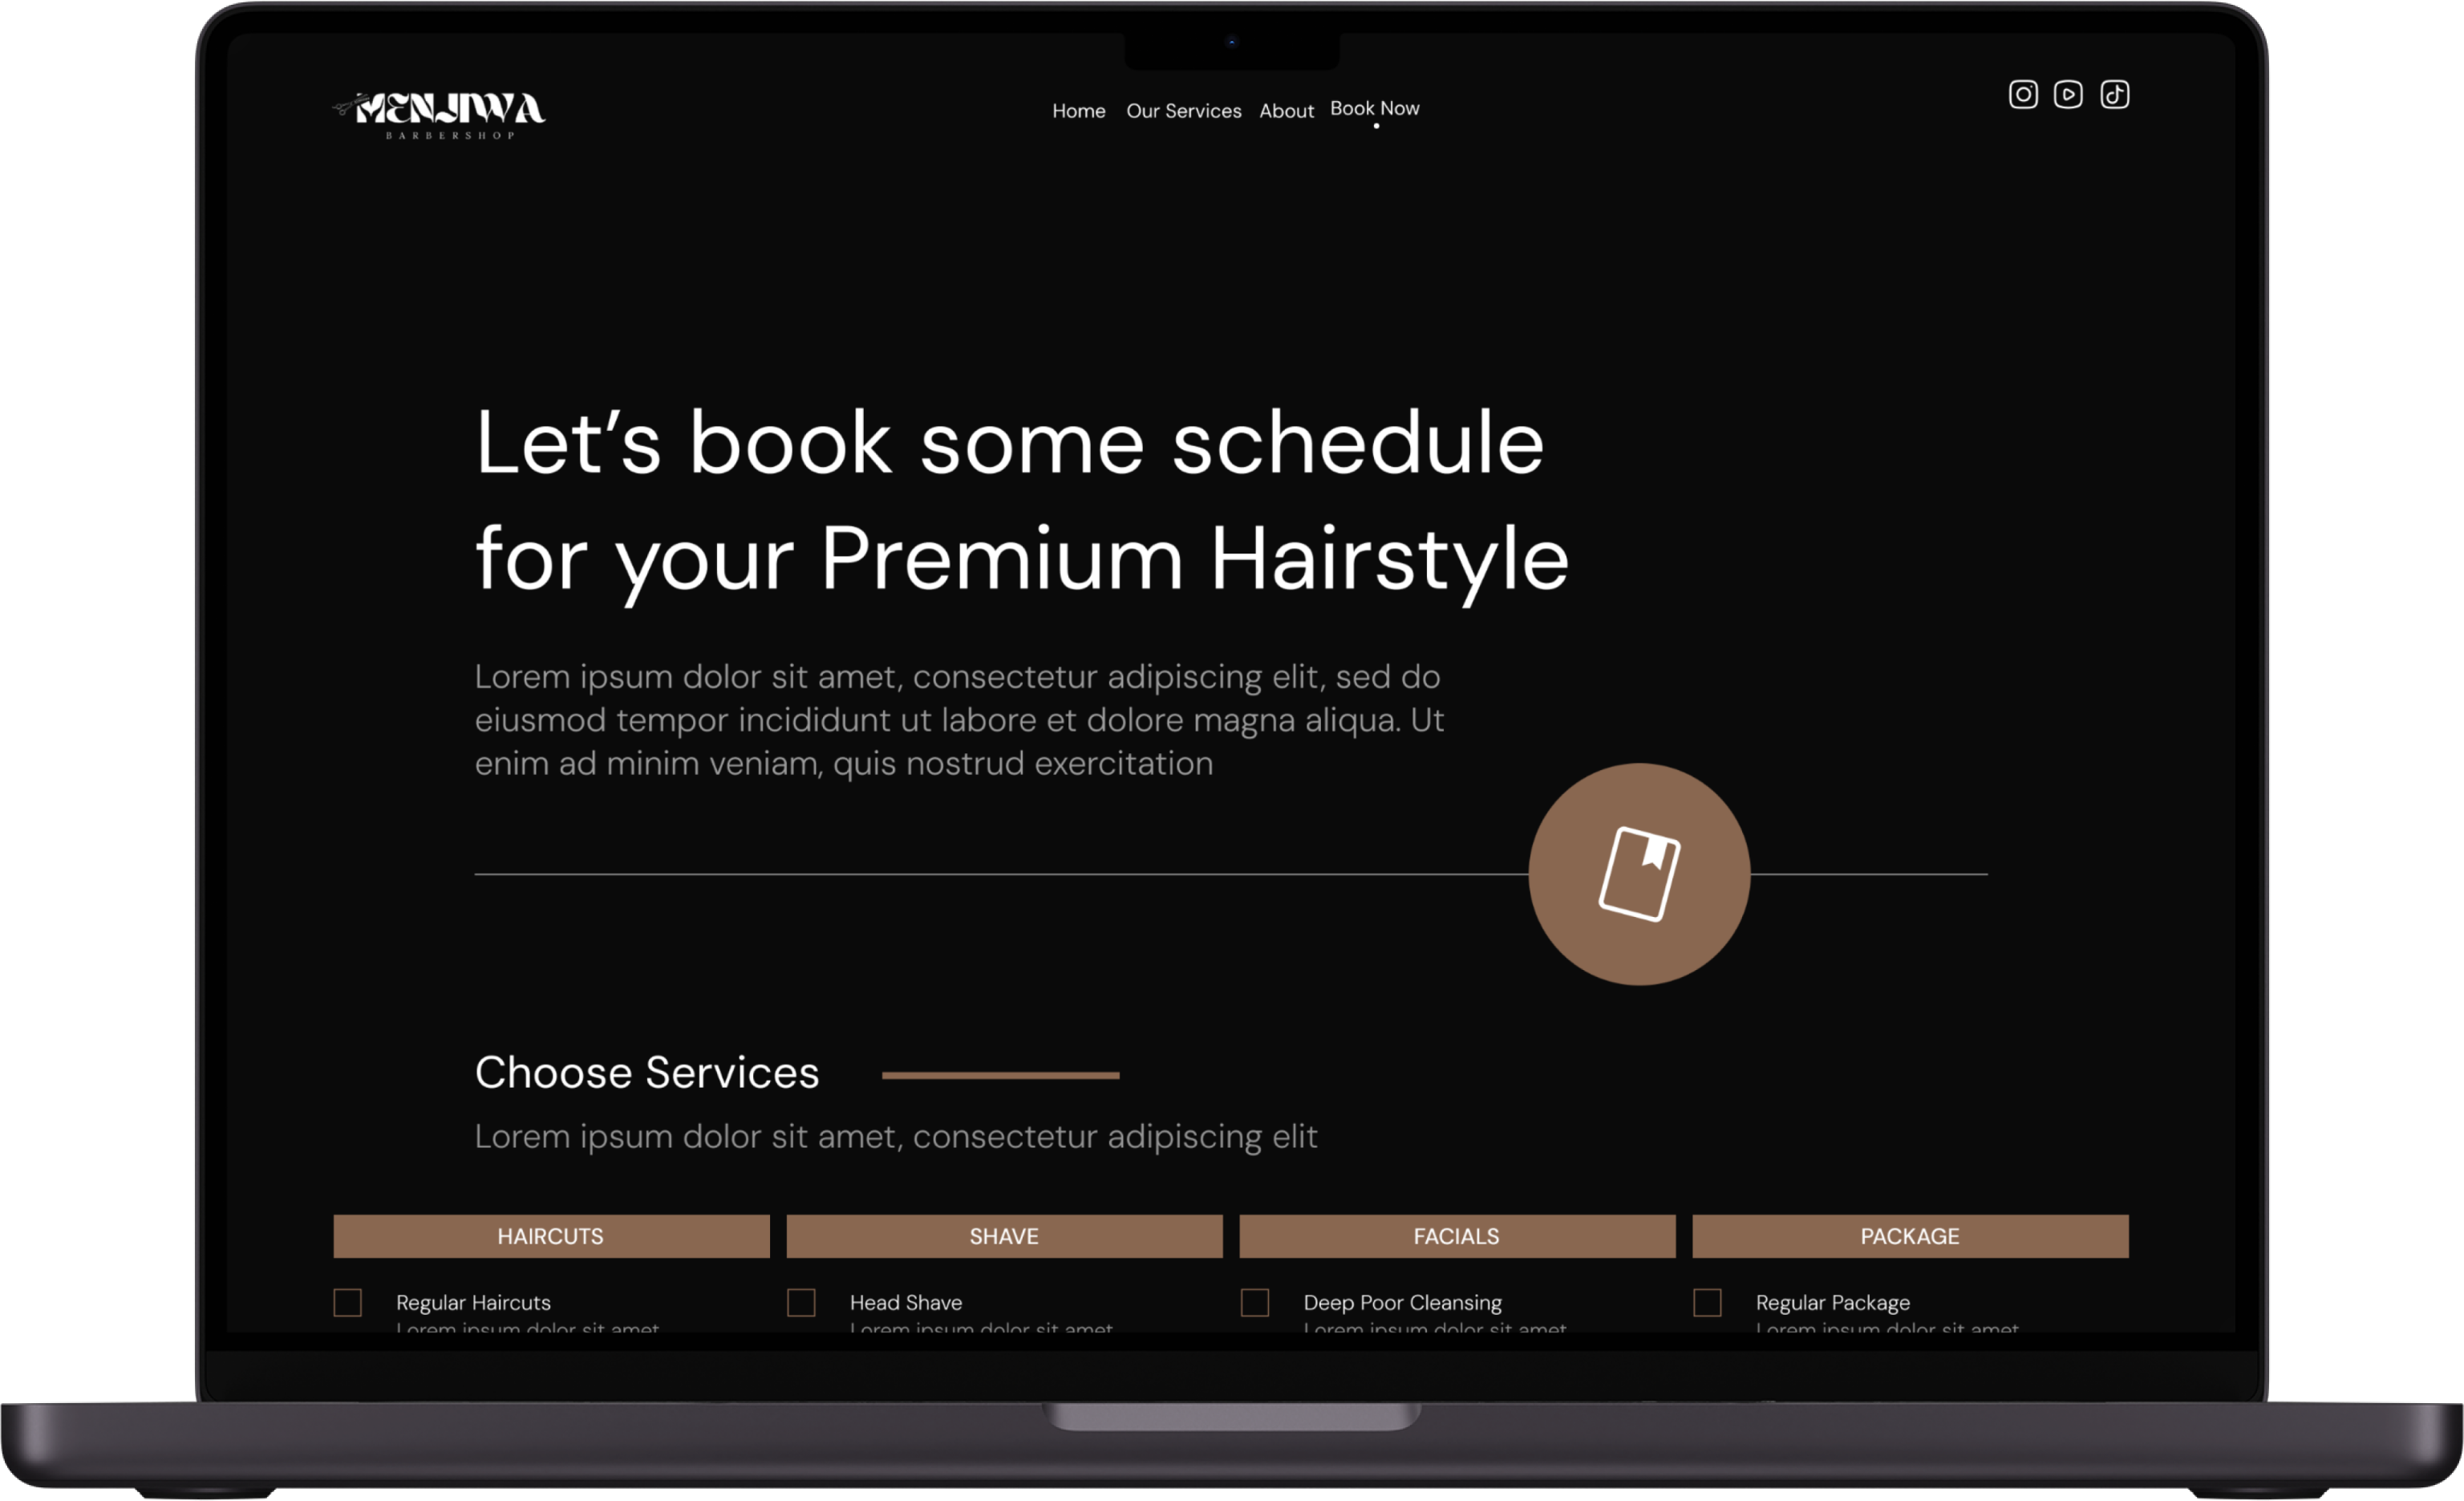 MENJIWA
BARBERSHOP
Home Our Services About Book Now
Let’s book some schedule
for your Premium Hairstyle
Lorem ipsum dolor sit amet, consectetur adipiscing elit, sed do
eiusmod tempor incididunt ut labore et dolore magna aliqua. Ut
enim ad minim veniam, quis nostrud exercitation
Choose Services
Lorem ipsum dolor sit amet, consectetur adipiscing elit
HAIRCUTS SHAVE FACIALS PACKAGE
Regular Haircuts Head Shave Deep Poor Cleansing Regular Package
Lorem ipsum dolor sit amet Lorem ipsum dolor sit amet Lorem ipsum dolor sit amet Lorem ipsum dolor sit amet